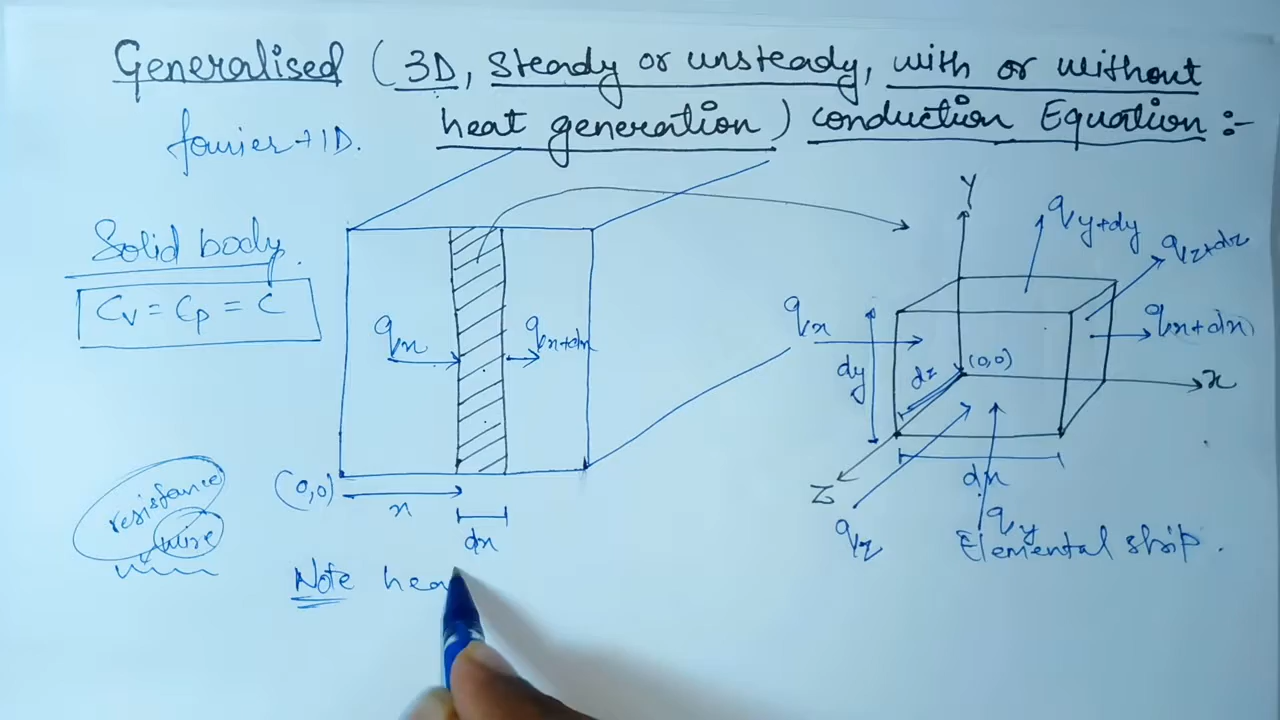 Generalised (3D, steady or unsteady, with or without
heat generation) conduction Equation :-
fourier → 1D.
Solid body.
Cv = Cp = C
qx
qx+dx
(0,0)
x
dx
resistance
wire
Note hea
Y
qy+dy
qz+dz
qx
qx+dx
dy
dz
(0,0)
x
Z
dx
qz
qy
Elemental strip.